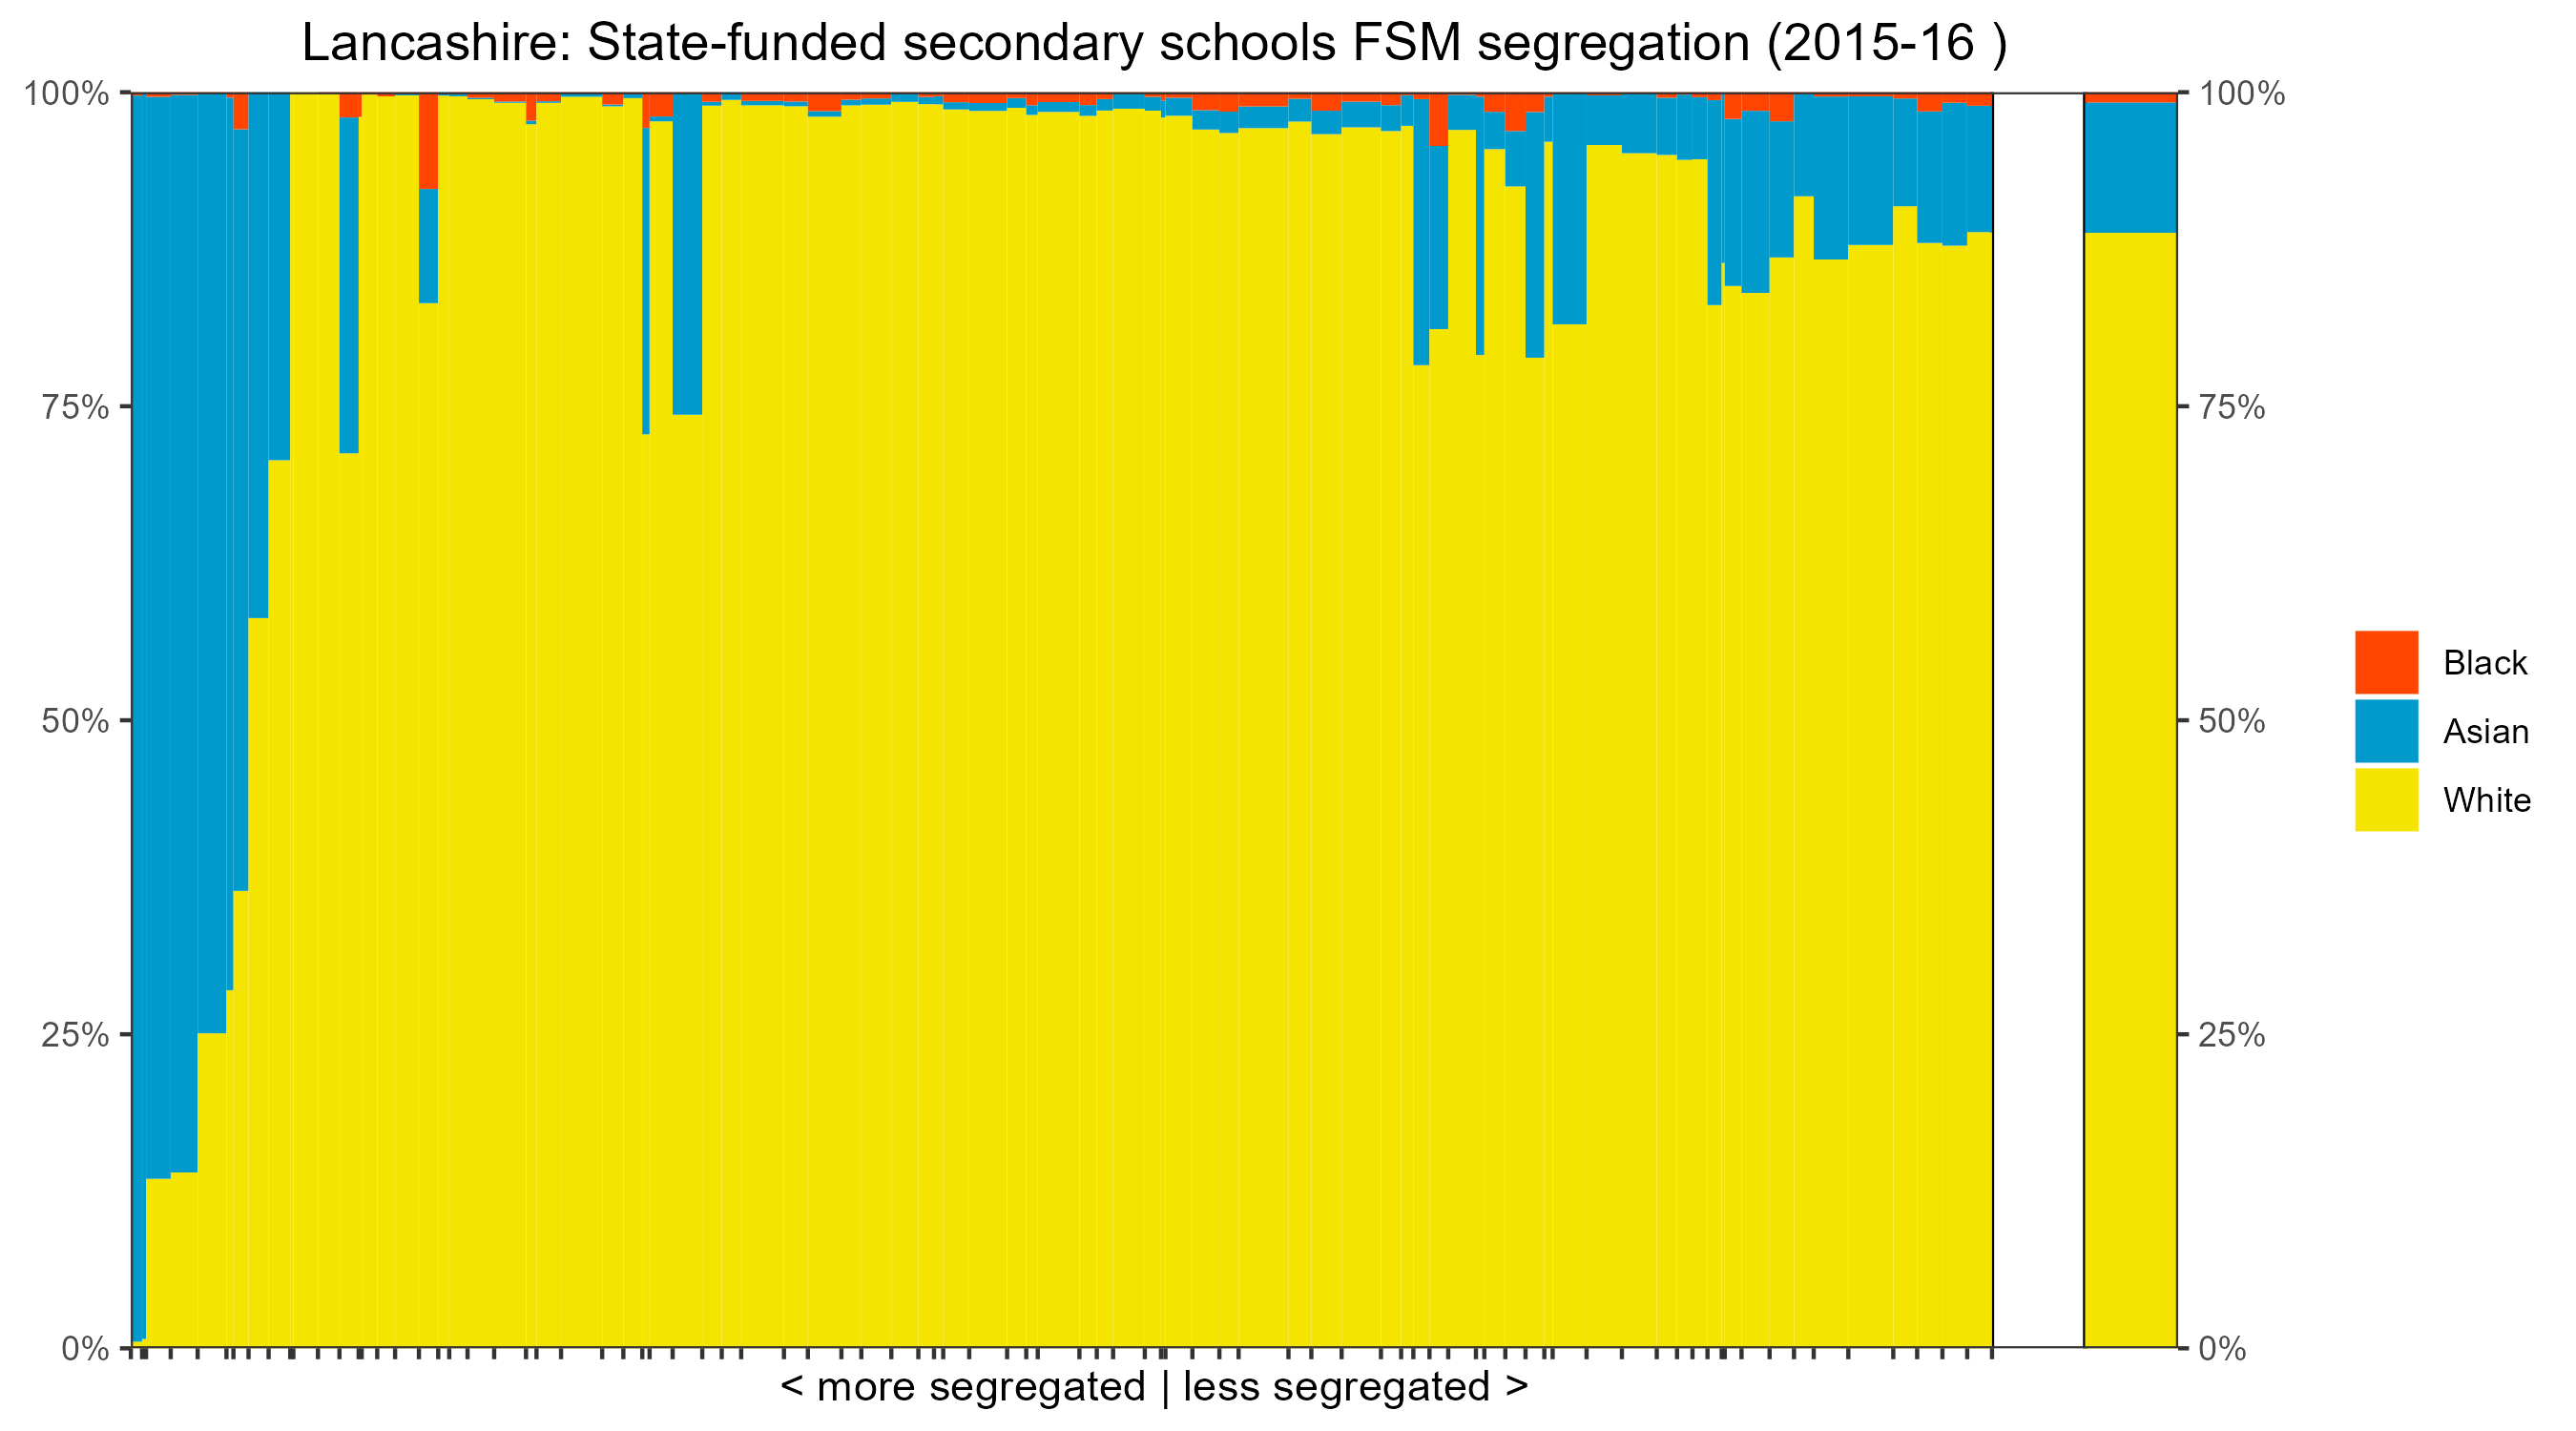 Lancashire: State-funded secondary schools FSM segregation (2015-16 )
100%
75%
50%
25%
0%
100%
75%
50%
25%
0%
< more segregated | less segregated >
Black
Asian
White